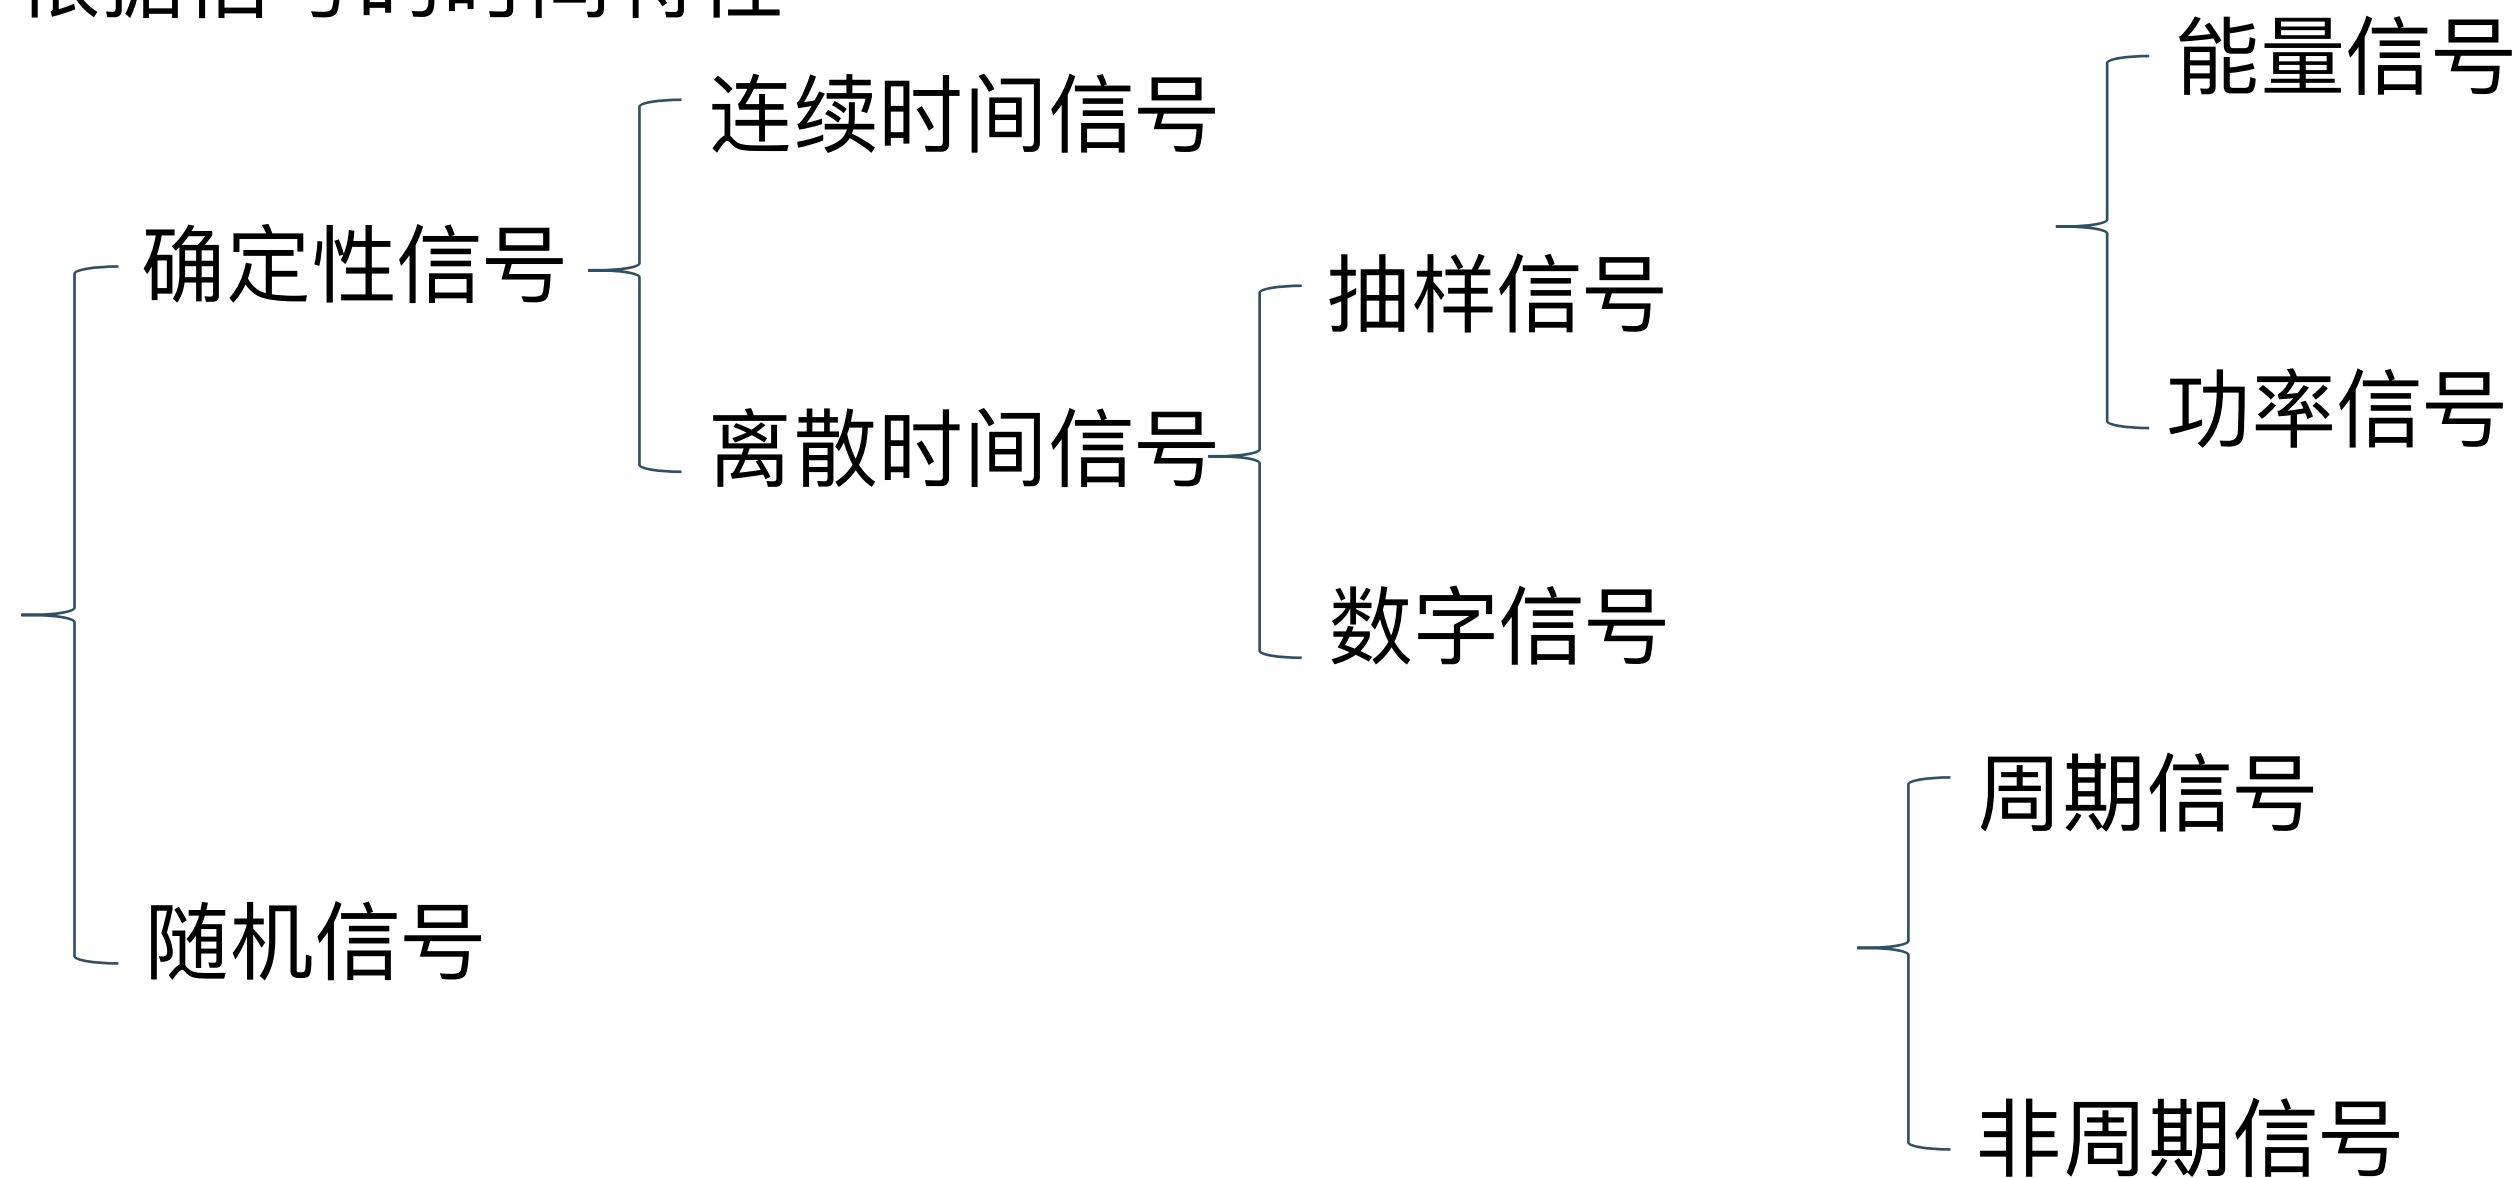 连续时间信号
确定性信号
离散时间信号
抽样信号
数字信号
随机信号
能量信号
功率信号
周期信号
非周期信号